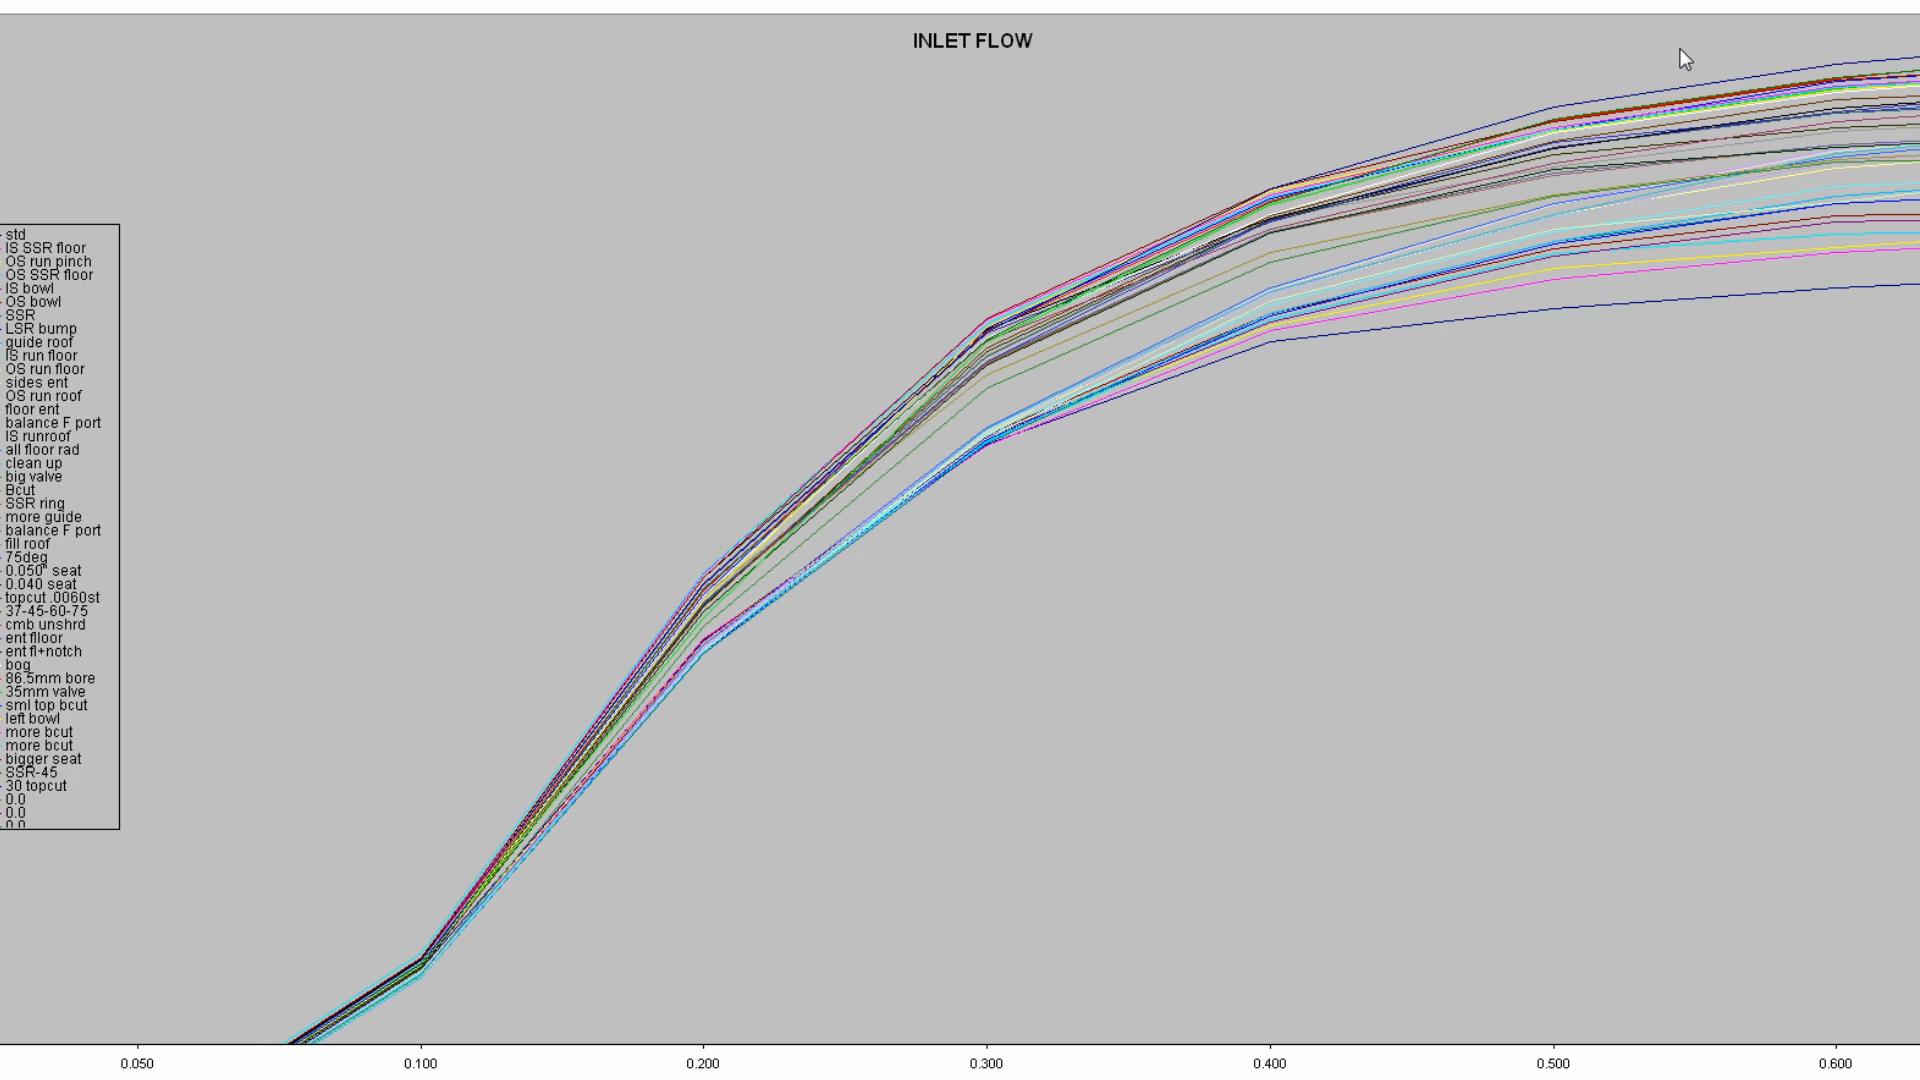 INLET FLOW
std
IS SSR floor
OS run pinch
OS SSR floor
IS bowl
OS bowl
SSR
LSR bump
guide roof
IS run floor
OS run floor
sides ent
OS run roof
floor ent
balance F port
IS runroof
all floor rad
clean up
big valve
Bcut
SSR ring
more guide
balance F port
fill roof
75deg
0.050" seat
0.040 seat
topcut .0060st
37-45-60-75
cmb unshrd
ent flloor
ent fl+notch
bog
86.5mm bore
35mm valve
sml top bcut
left bowl
more bcut
more bcut
bigger seat
SSR-45
30 topcut
0.0
0.0
0.0
0.050 0.100 0.200 0.300 0.400 0.500 0.600